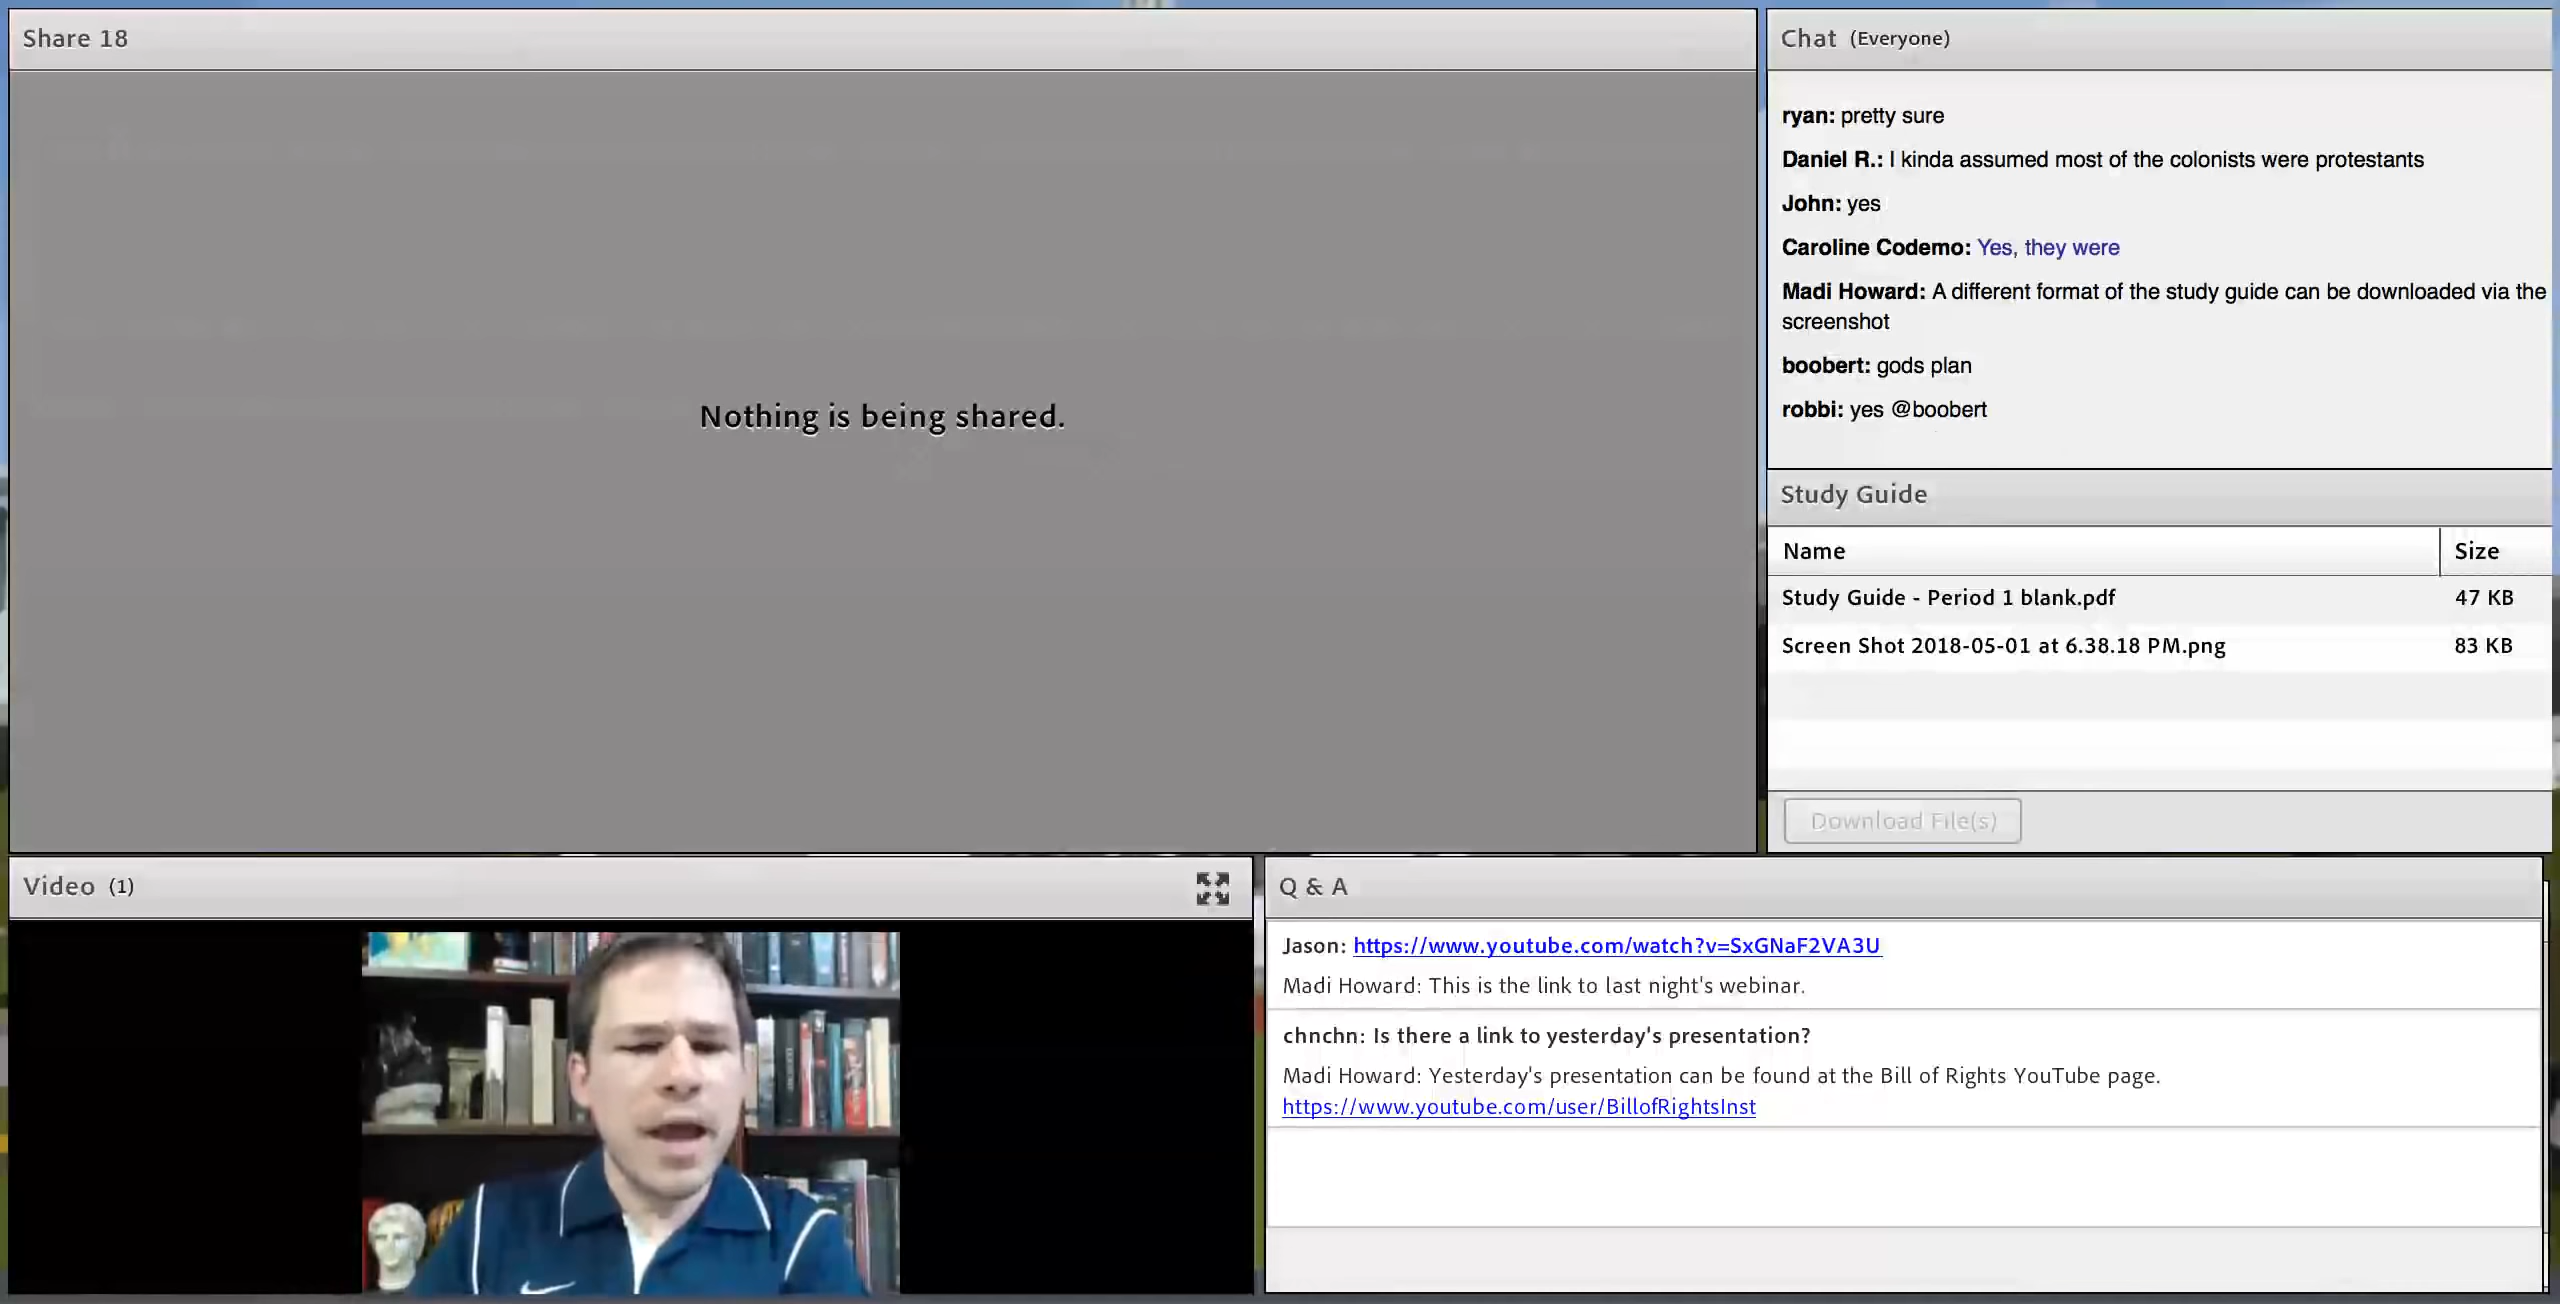 Share 18
Nothing is being shared.
Chat (Everyone)
ryan: pretty sure
Daniel R.: I kinda assumed most of the colonists were protestants
John: yes
Caroline Codemo: Yes, they were
Madi Howard: A different format of the study guide can be downloaded via the
screenshot
boobert: gods plan
robbi: yes @boobert
Study Guide
Name Size
Study Guide - Period 1 blank.pdf 47 KB
Screen Shot 2018-05-01 at 6.38.18 PM.png 83 KB
Download File(s)
Video (1)
Q & A
Jason: https://www.youtube.com/watch?v=SxGNaF2VA3U
Madi Howard: This is the link to last night's webinar.
chnchn: Is there a link to yesterday's presentation?
Madi Howard: Yesterday's presentation can be found at the Bill of Rights YouTube page.
https://www.youtube.com/user/BillofRightsInst